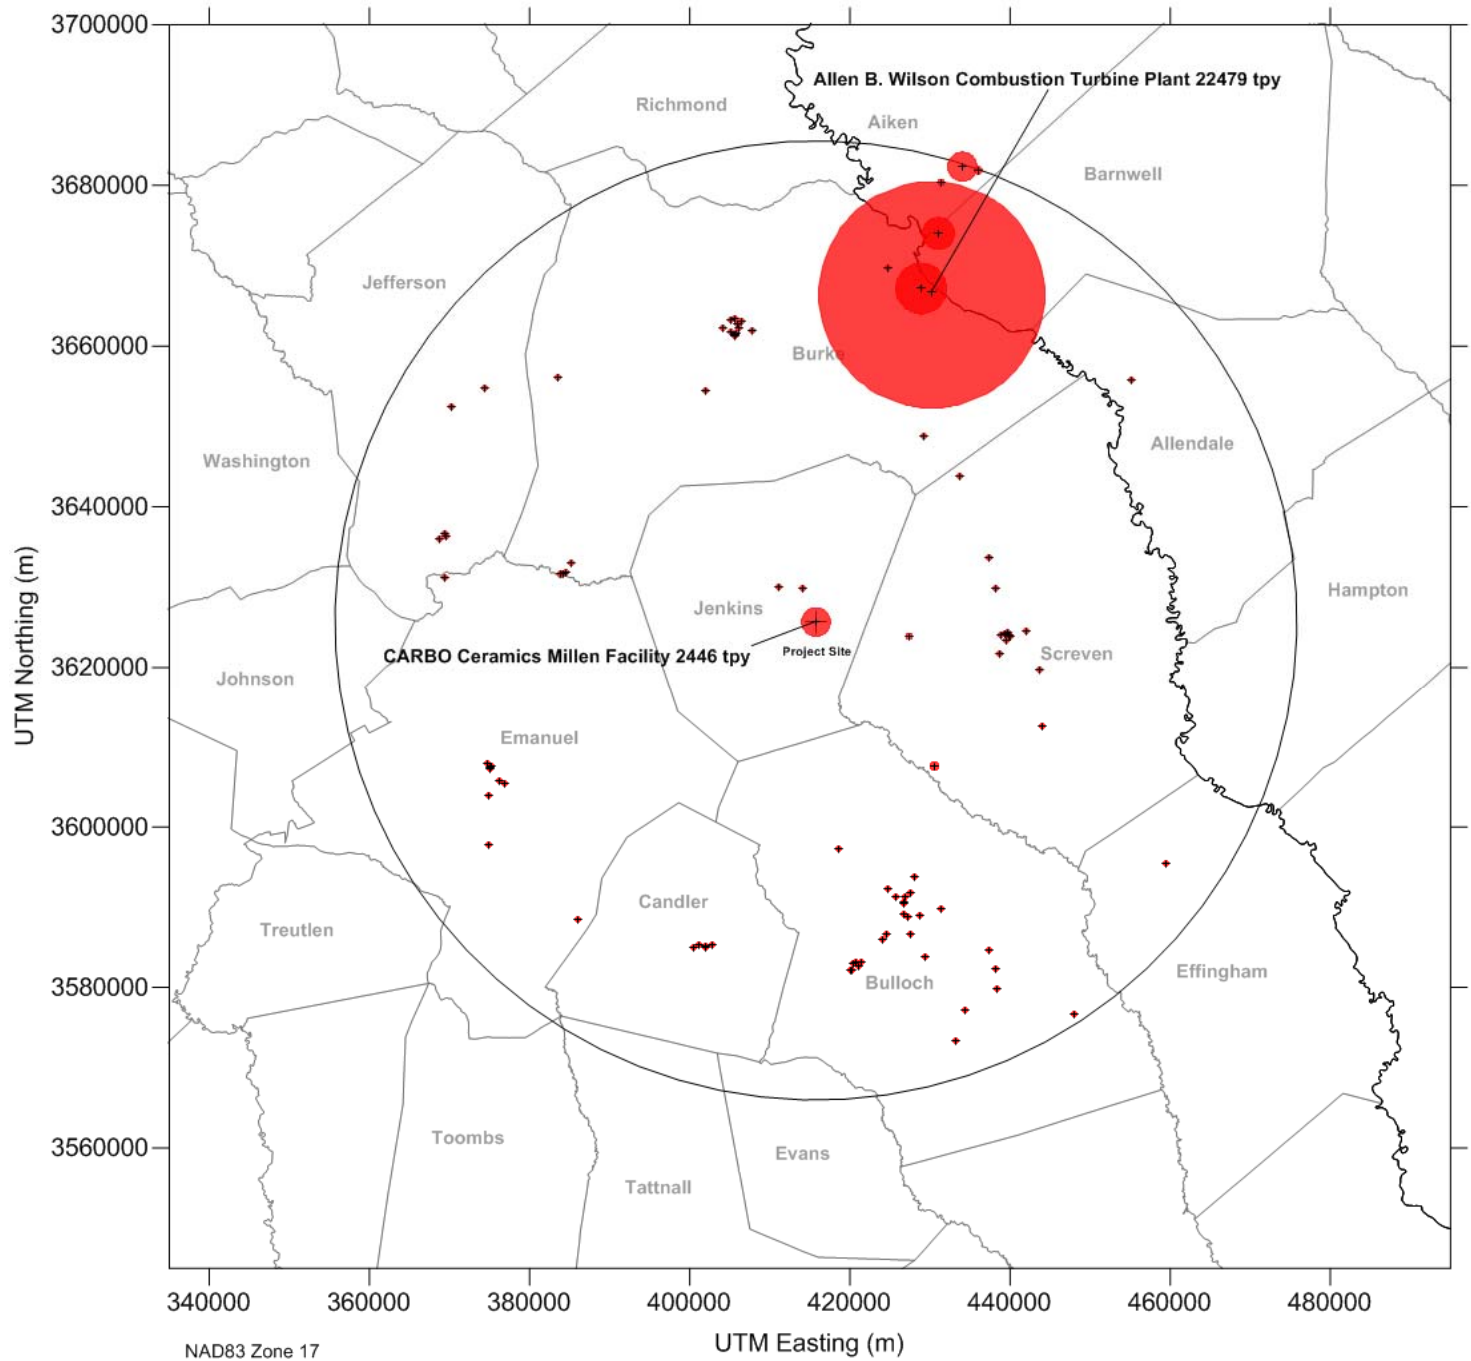 3700000
Allen B. Wilson Combustion Turbine Plant 22479 tpy
Richmond
Aiken
Barnwell
3680000
Jefferson
3660000
Burke
Allendale
Washington
3640000
UTM Northing (m)
Hampton
Jenkins
CARBO Ceramics Millen Facility 2446 tpy
Project Site
Screven
3620000
Johnson
Emanuel
3600000
Candler
Treutlen
Effingham
Bulloch
3580000
3560000
Toombs
Evans
Tattnall
340000 360000 380000 400000 420000 440000 460000 480000
UTM Easting (m)
NAD83 Zone 17